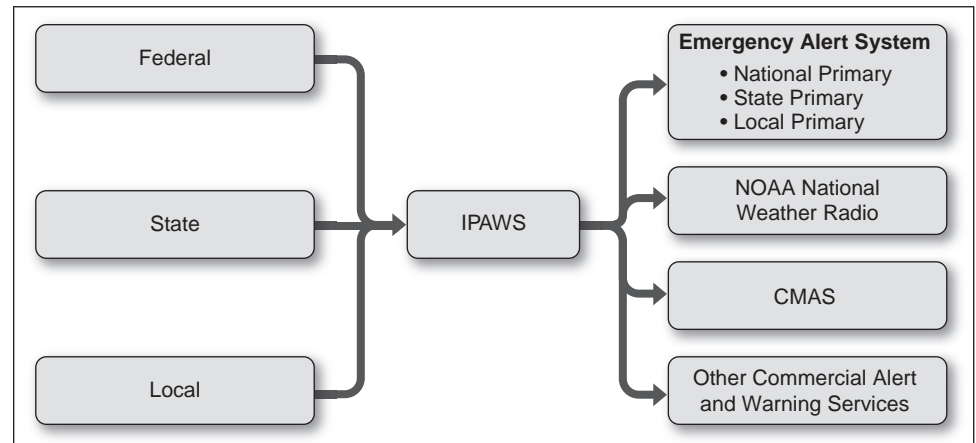 Federal
State
Local
IPAWS
Emergency Alert System
• National Primary
• State Primary
• Local Primary
NOAA National
Weather Radio
CMAS
Other Commercial Alert
and Warning Services